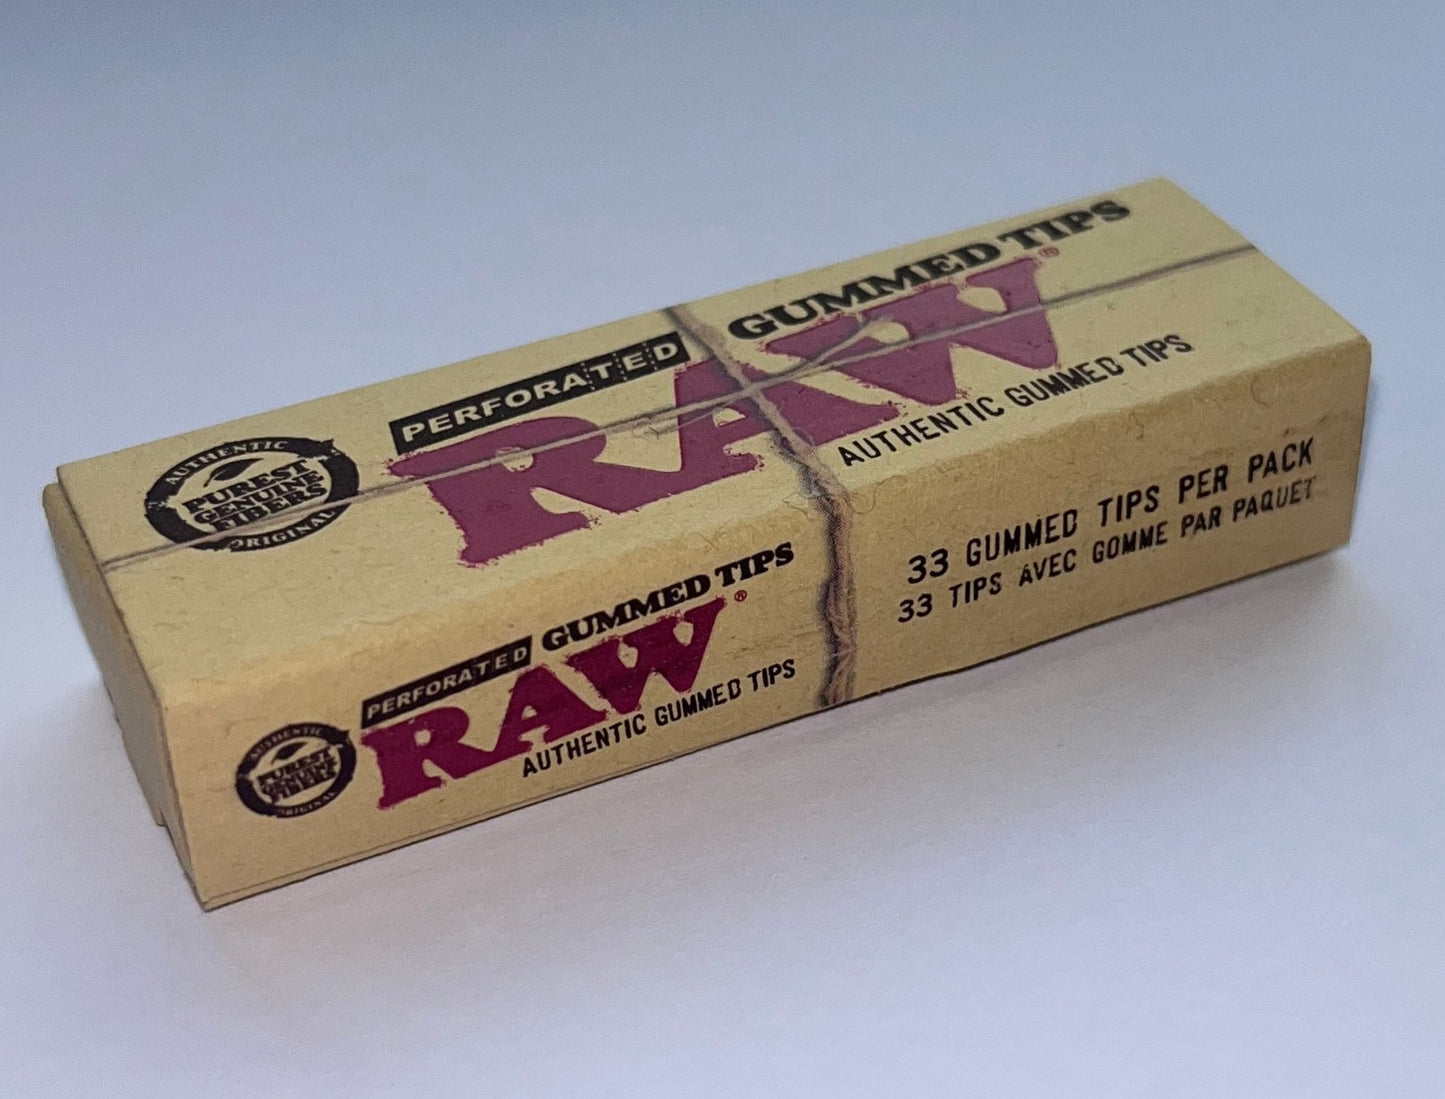 PERFORATED GUMMED TIPS
RAW®
AUTHENTIC GUMMED TIPS
AUTHENTIC
PUREST
GENUINE
FIBERS
ORIGINAL
PERFORATED GUMMED TIPS
RAW®
AUTHENTIC GUMMED TIPS
AUTHENTIC
PUREST
GENUINE
FIBERS
ORIGINAL
33 GUMMED TIPS PER PACK
33 TIPS AVEC GOMME PAR PAQUET